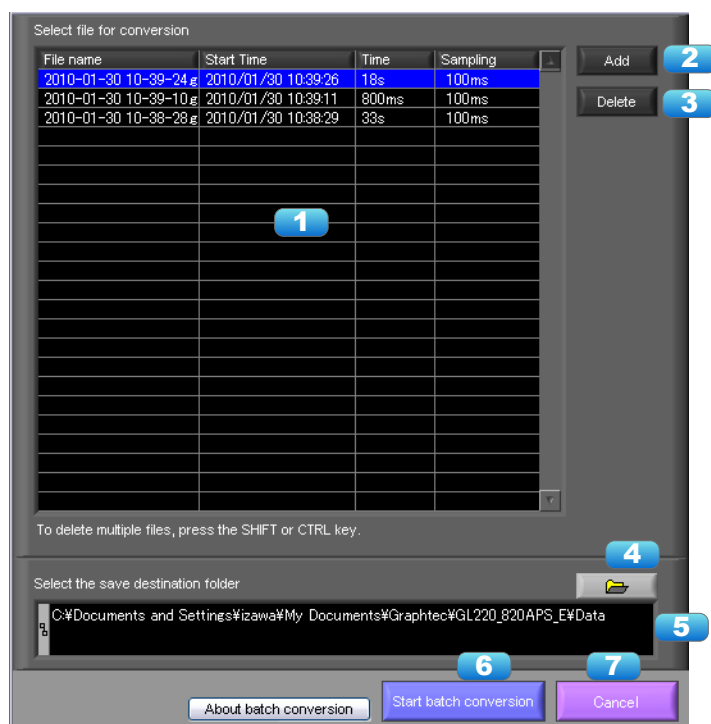 Select file for conversion
File name Start Time Time Sampling
Add 2
2010-01-30 10-39-24g 2010/01/30 10:39:26 18s 100ms
2010-01-30 10-39-10g 2010/01/30 10:39:11 800ms 100ms
Delete 3
2010-01-30 10-38-28g 2010/01/30 10:38:29 33s 100ms
1
To delete multiple files, press the SHIFT or CTRL key.
4
Select the save destination folder
C:¥Documents and Settings¥izawa¥My Documents¥Graphtec¥GL220_820APS_E¥Data
5
6 7
About batch conversion Start batch conversion Cancel